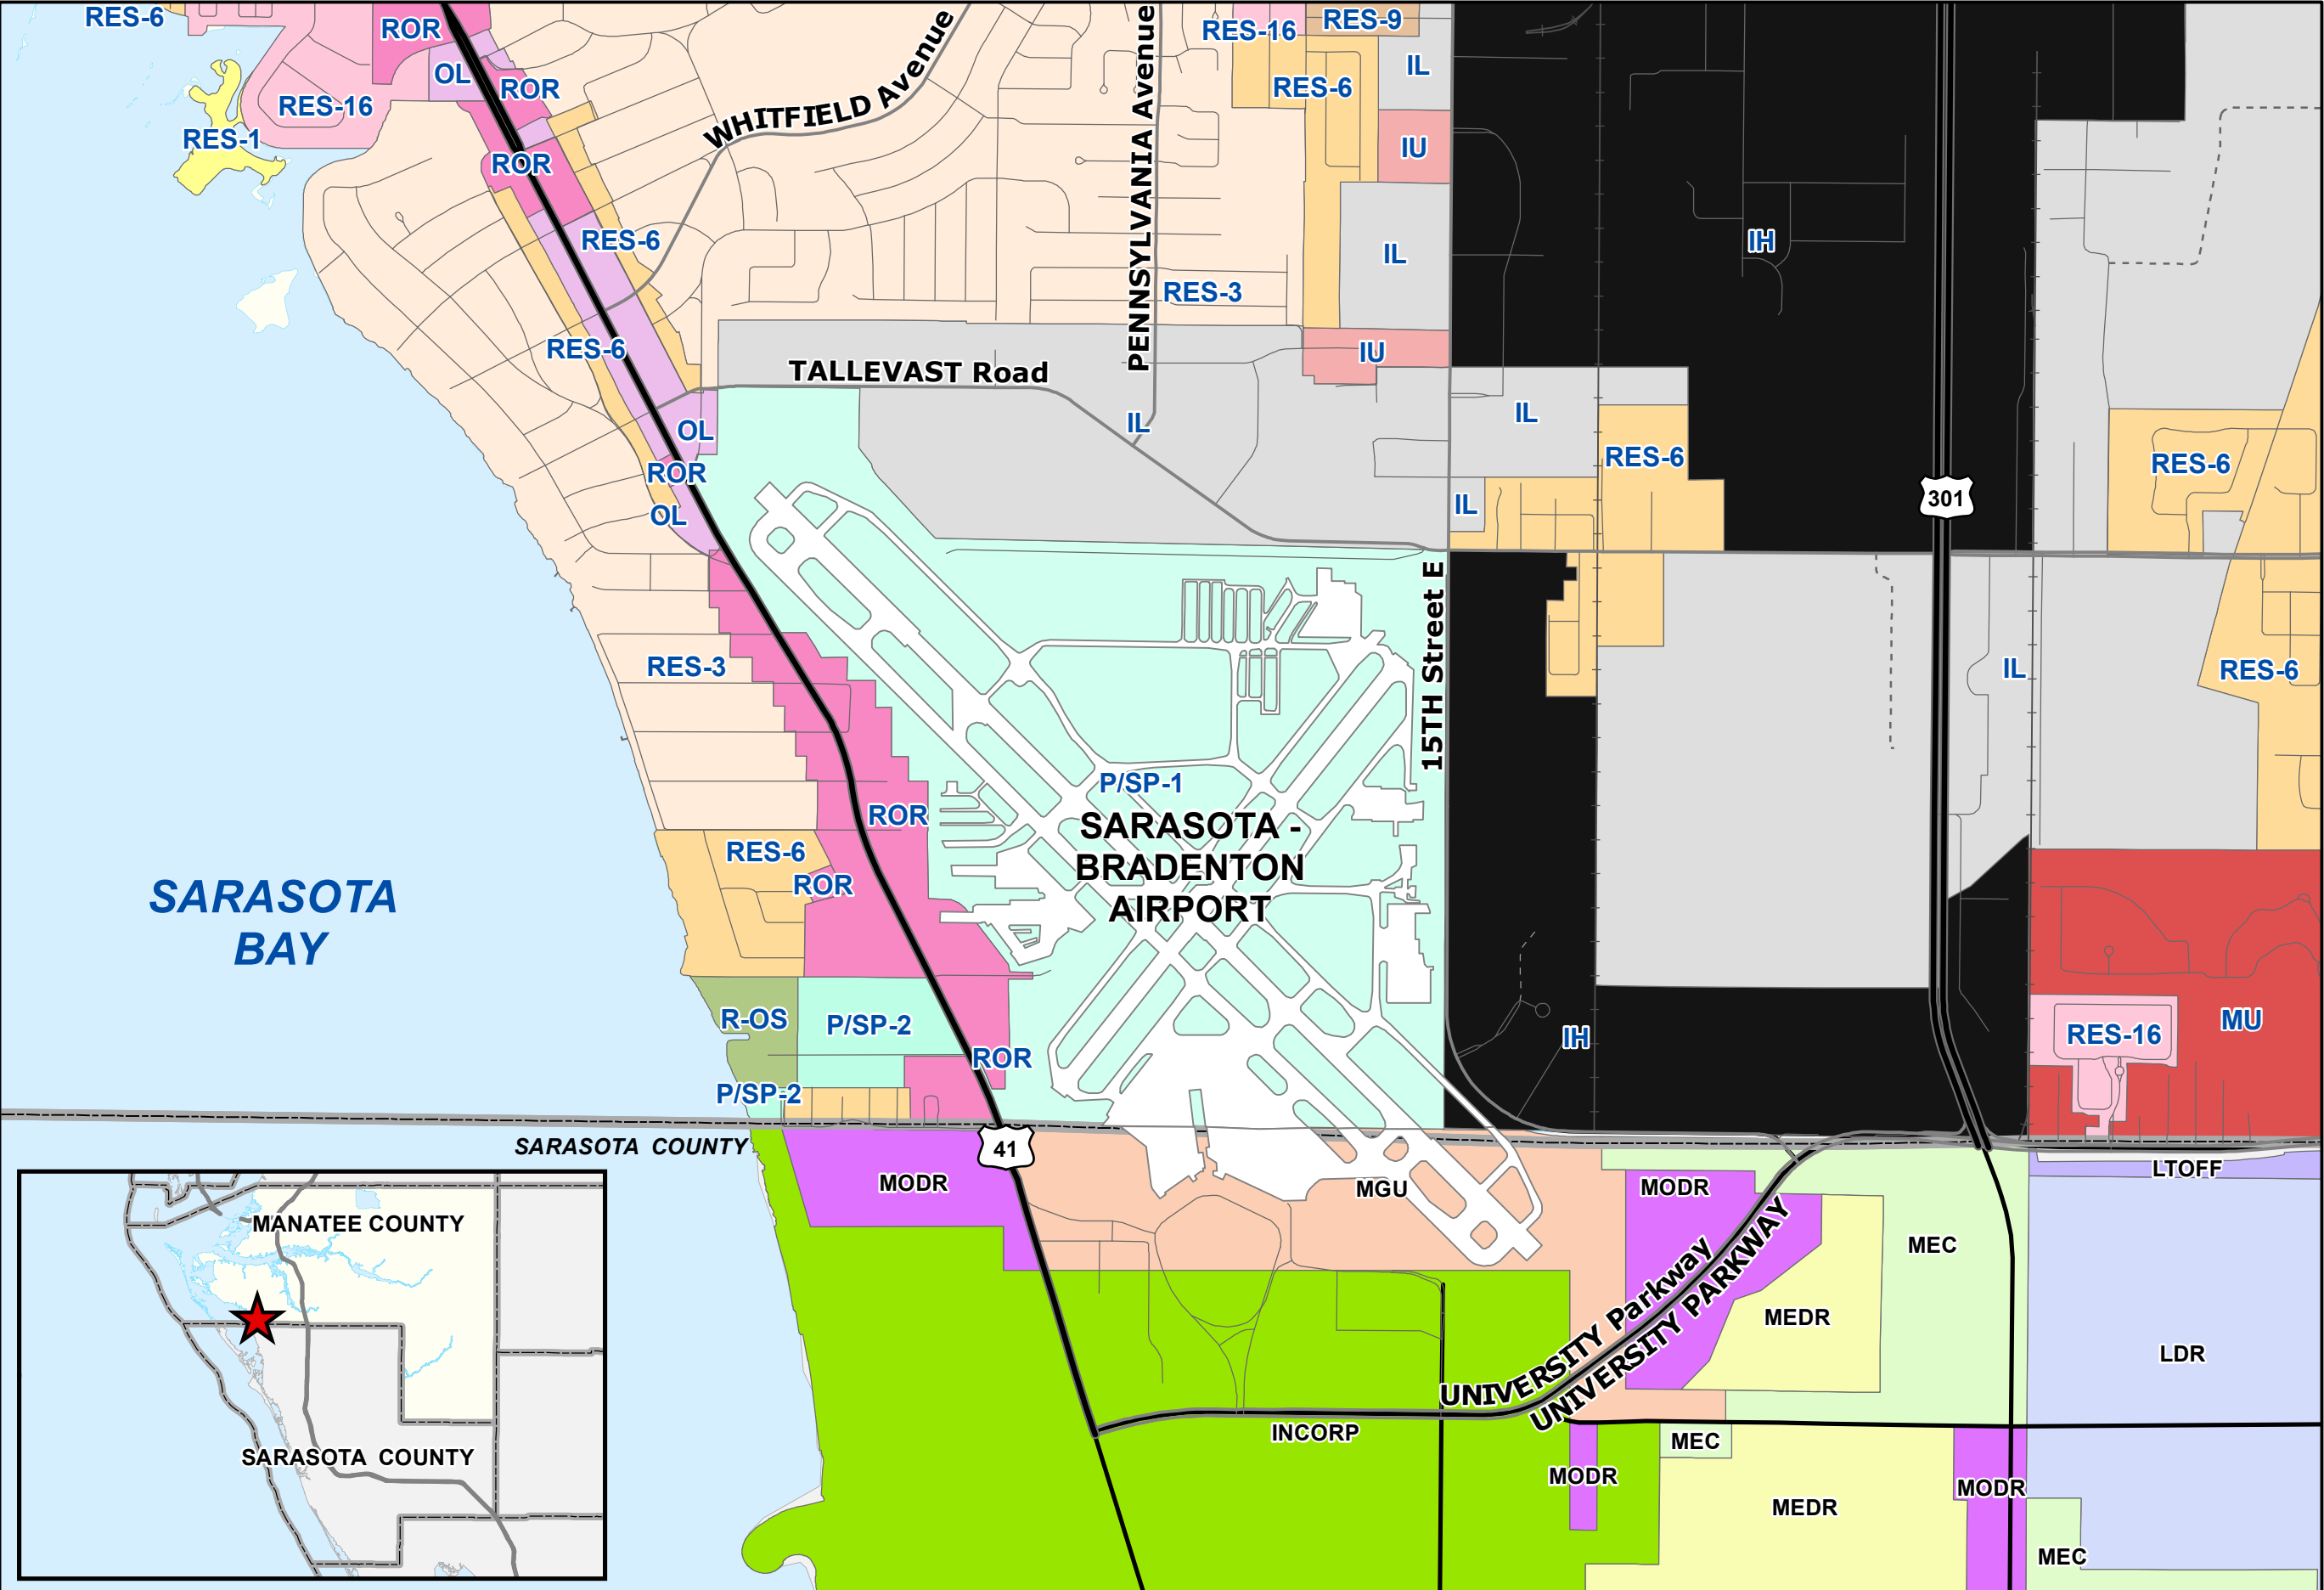 RES-6
ROR
RES-16
RES-9
OL
ROR
IL
RES-6
RES-16
WHITFIELD Avenue
PENNSYLVANIA Avenue
RES-1
ROR
IU
RES-6
IH
IL
RES-3
RES-6
IU
TALLEVAST Road
IL
IL
OL
RES-6
RES-6
ROR
301
IL
OL
15TH Street E
RES-3
IL
RES-6
P/SP-1
ROR
SARASOTA -
BRADENTON
AIRPORT
RES-6
ROR
SARASOTA
BAY
R-OS
P/SP-2
MU
RES-16
IH
ROR
P/SP-2
SARASOTA COUNTY
41
LTOFF
MODR
MGU
MODR
MANATEE COUNTY
MEC
UNIVERSITY Parkway
UNIVERSITY PARKWAY
MEDR
LDR
INCORP
MEC
SARASOTA COUNTY
MODR
MODR
MEDR
MEC